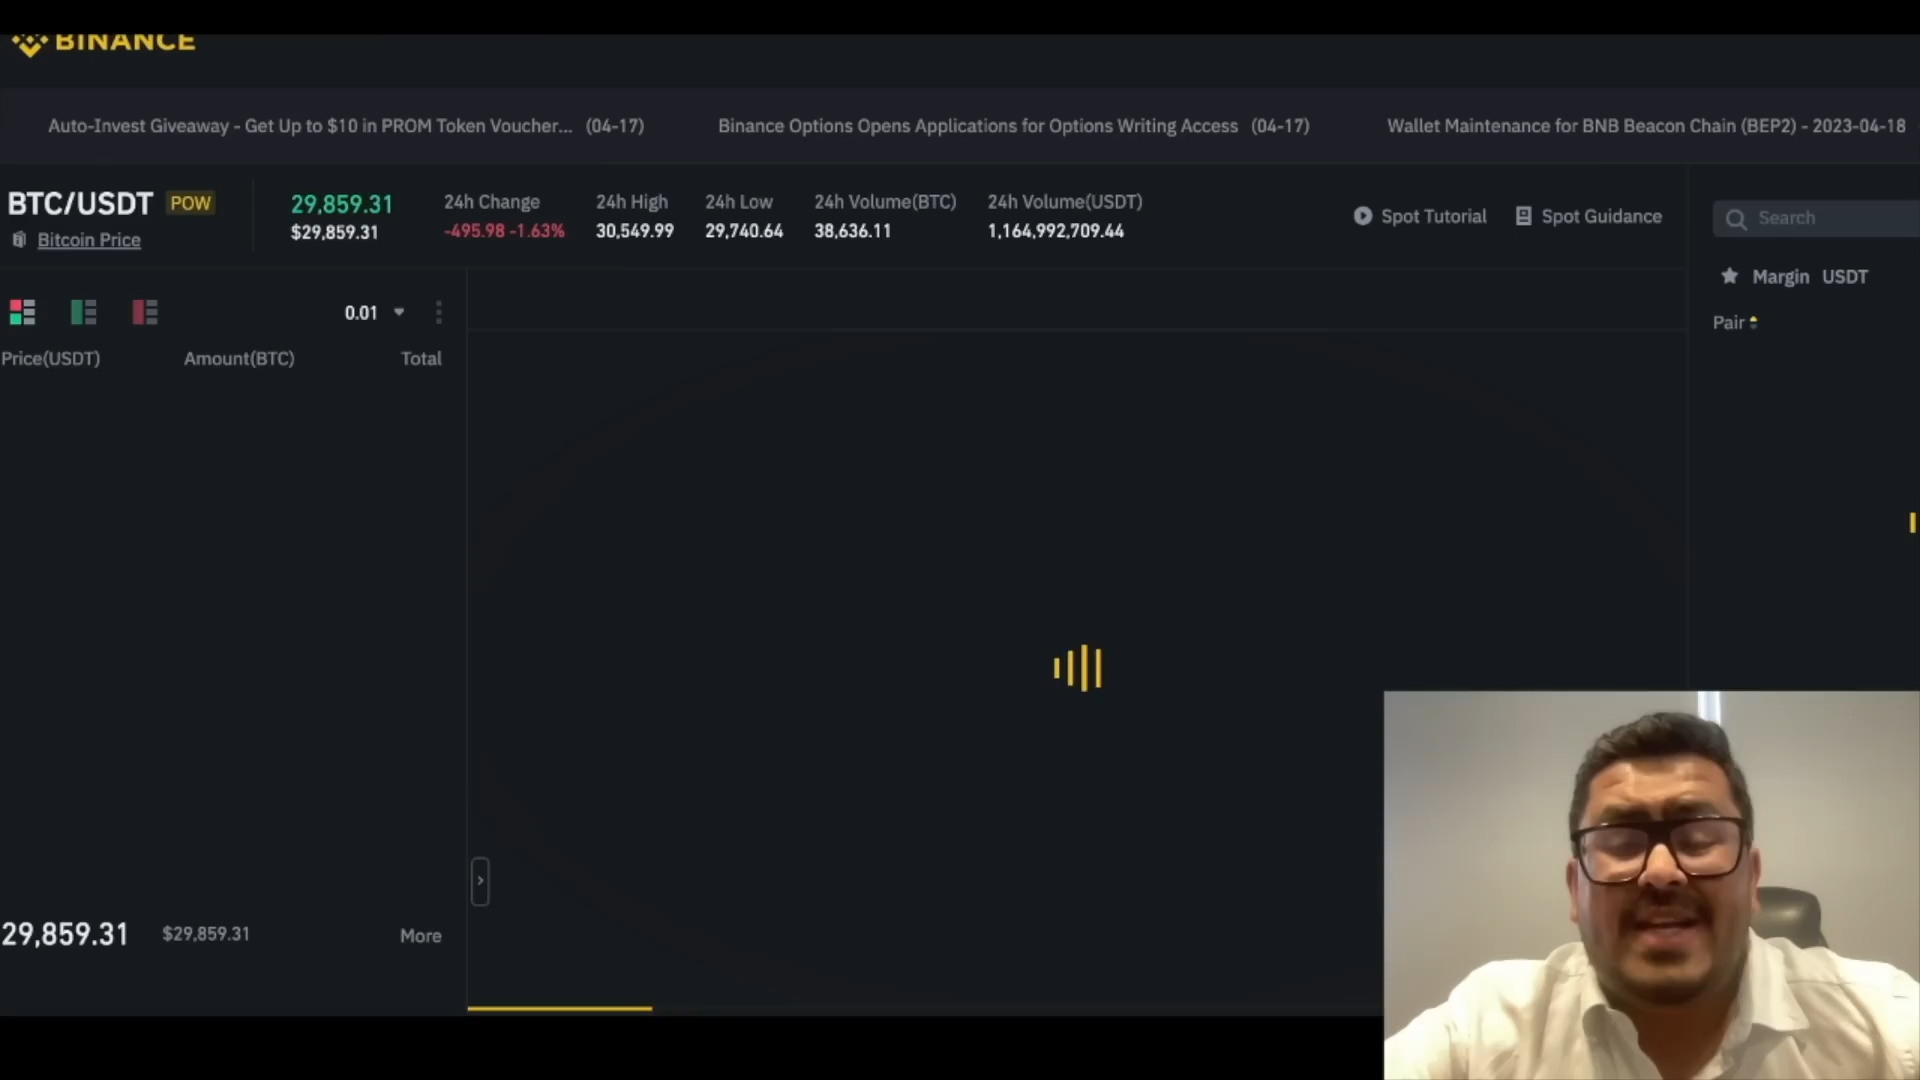 BINANCE
Auto-Invest Giveaway - Get Up to $10 in PROM Token Voucher... (04-17)
Binance Options Opens Applications for Options Writing Access (04-17)
Wallet Maintenance for BNB Beacon Chain (BEP2) - 2023-04-18
BTC/USDT POW
Bitcoin Price
29,859.31
$29,859.31
24h Change
-495.98 -1.63%
24h High
30,549.99
24h Low
29,740.64
24h Volume(BTC)
38,636.11
24h Volume(USDT)
1,164,992,709.44
Spot Tutorial
Spot Guidance
Search
Margin USDT
Pair
0.01
Price(USDT) Amount(BTC) Total
29,859.31 $29,859.31 More